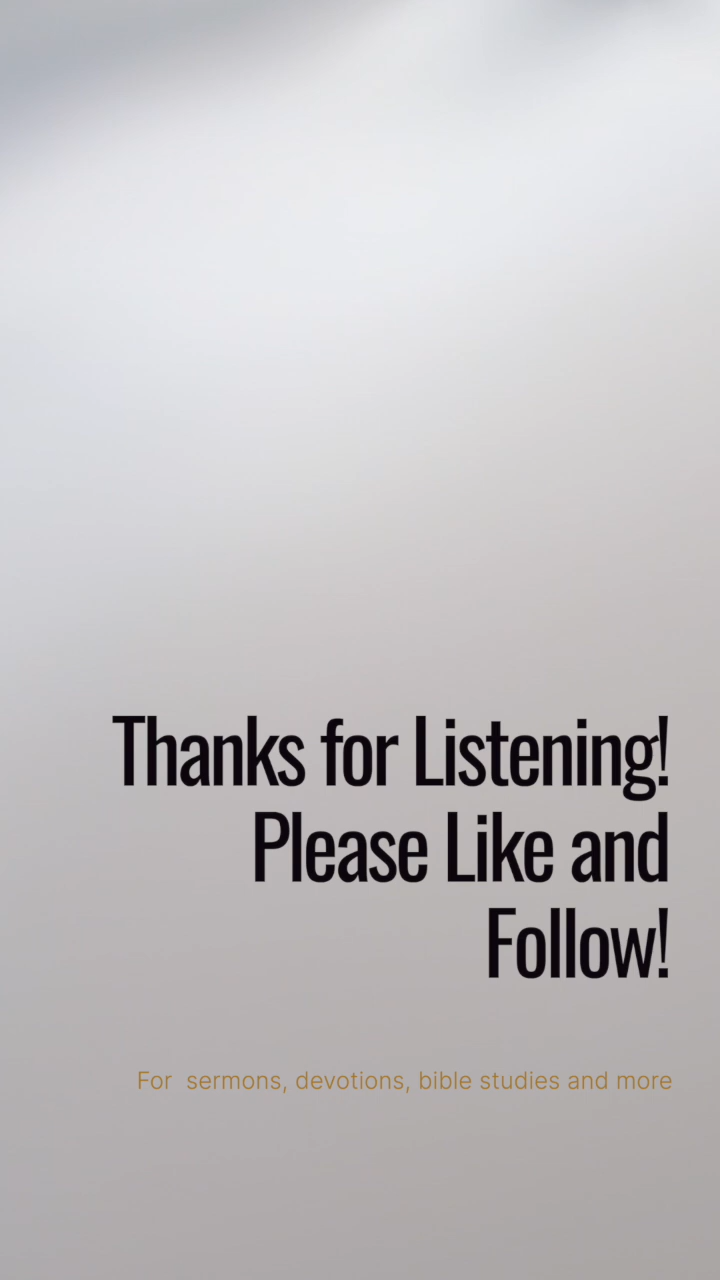 Thanks for Listening!
Please Like and
Follow!
For  sermons, devotions, bible studies and more